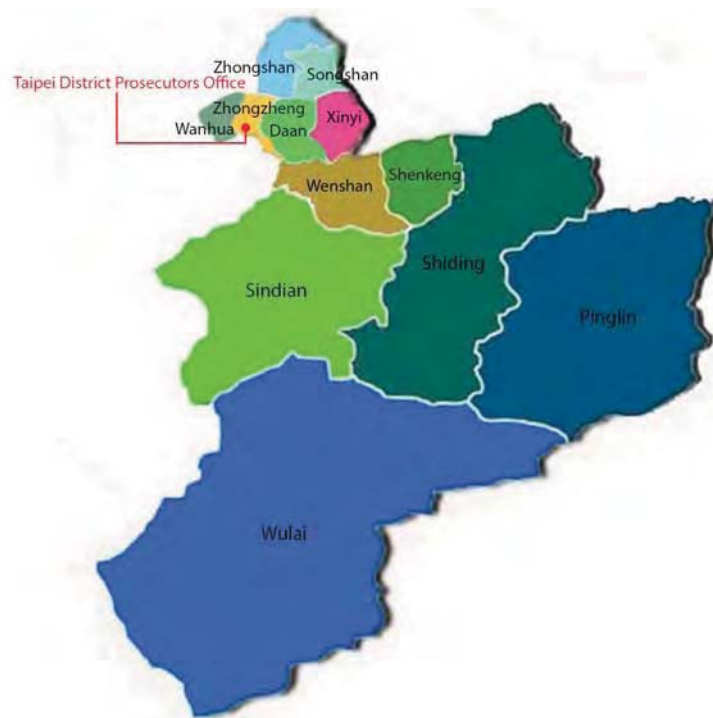 Zhongshan
Songshan
Taipei District Prosecutors Office
Zhongzheng
Xinyi
Wanhua
Daan
Wenshan
Shenkeng
Shiding
Sindian
Pinglin
Wulai